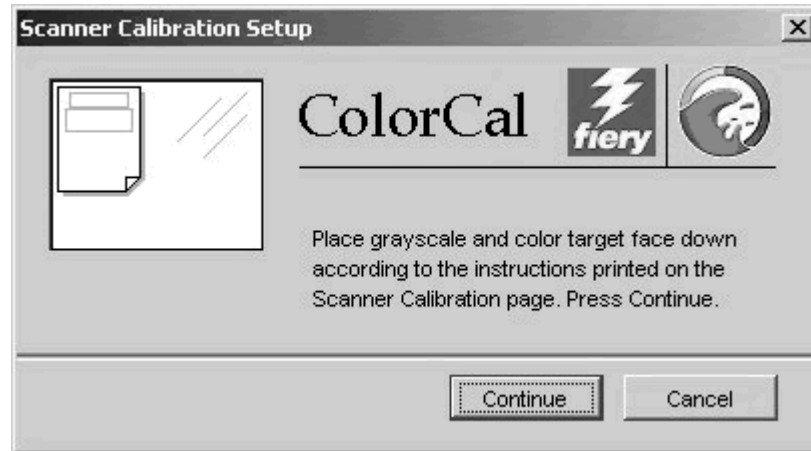 Scanner Calibration Setup
ColorCal
fiery
Place grayscale and color target face down
according to the instructions printed on the
Scanner Calibration page. Press Continue.
Continue
Cancel